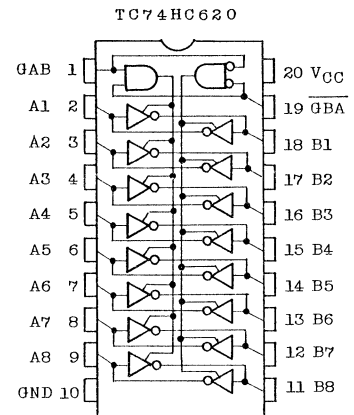 TC74HC620
GAB 1
A1 2
A2 3
A3 4
A4 5
A5 6
A6 7
A7 8
A8 9
GND 10
20 VCC
19 GBA
18 B1
17 B2
16 B3
15 B4
14 B5
13 B6
12 B7
11 B8